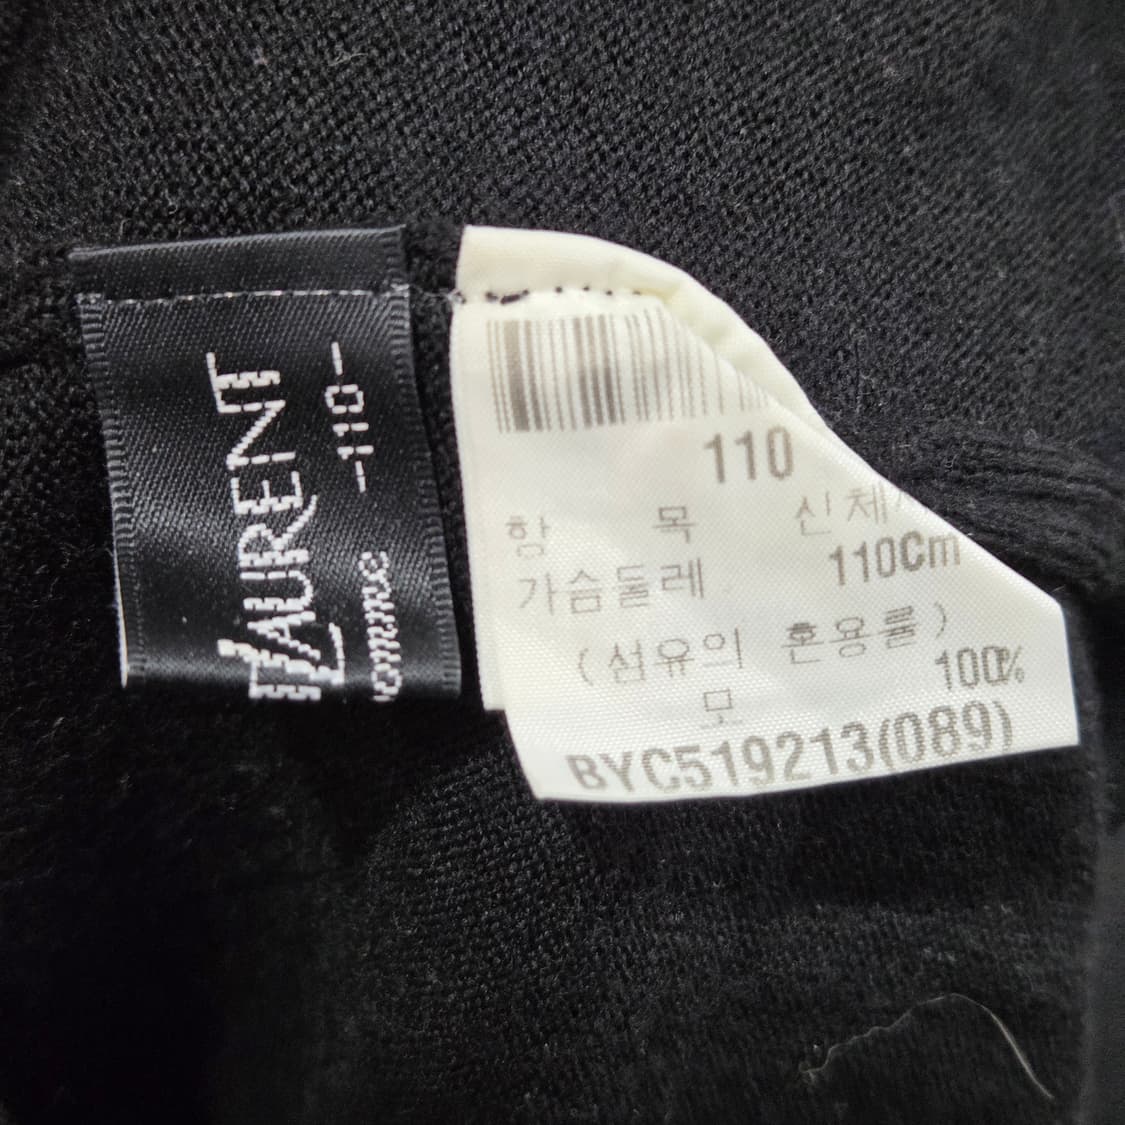 LAURENT
-110-
homme
110
항 목 신체
가슴둘레 110Cm
(섬유의 혼용률)
모 100%
BYC519213(089)